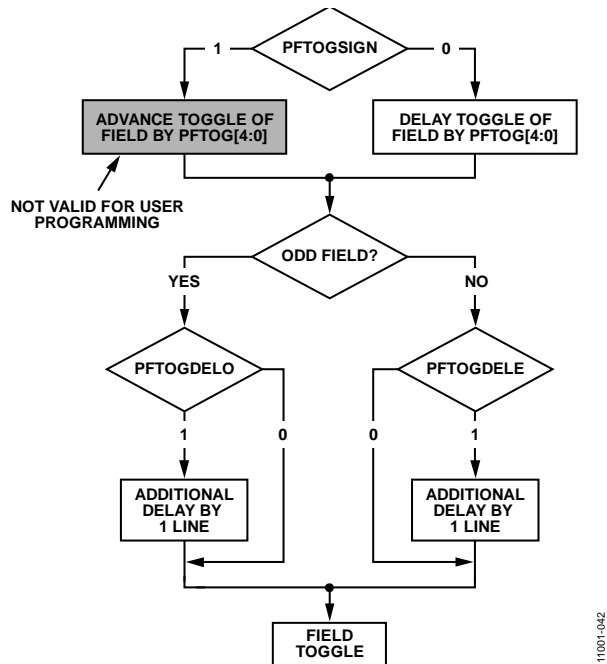 PFTOGSIGN
1
0
ADVANCE TOGGLE OF
FIELD BY PFTOG[4:0]
DELAY TOGGLE OF
FIELD BY PFTOG[4:0]
NOT VALID FOR USER
PROGRAMMING
ODD FIELD?
YES
NO
PFTOGDELO
PFTOGDELE
1
0
0
1
ADDITIONAL
DELAY BY
1 LINE
ADDITIONAL
DELAY BY
1 LINE
FIELD
TOGGLE
11001-042